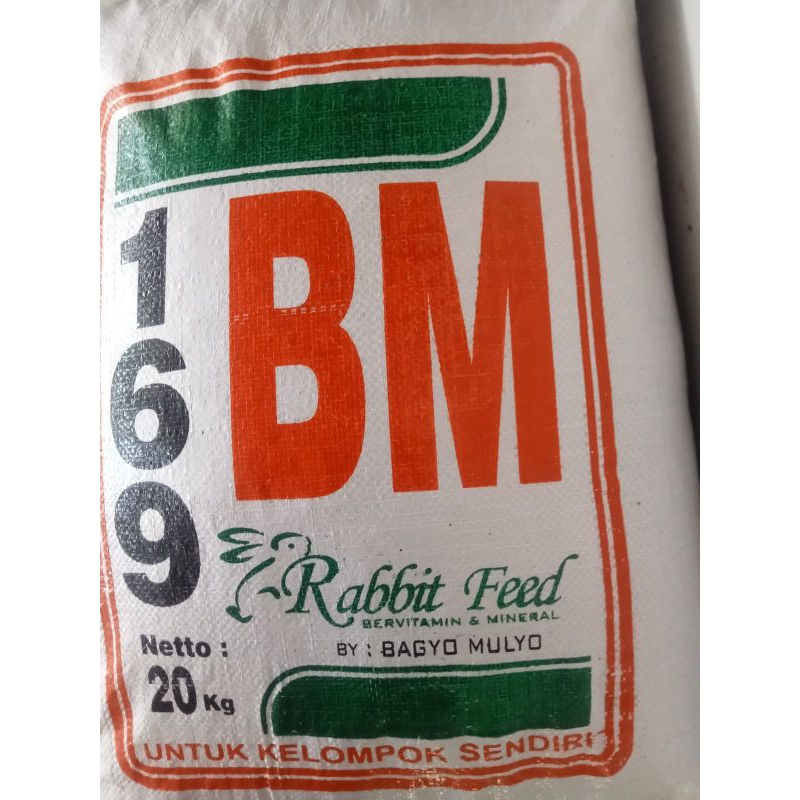 169
BM
Rabbit Feed
BERVITAMIN & MINERAL
BY : BAGYO MULYO
Netto :
20 Kg
UNTUK KELOMPOK SENDIRI